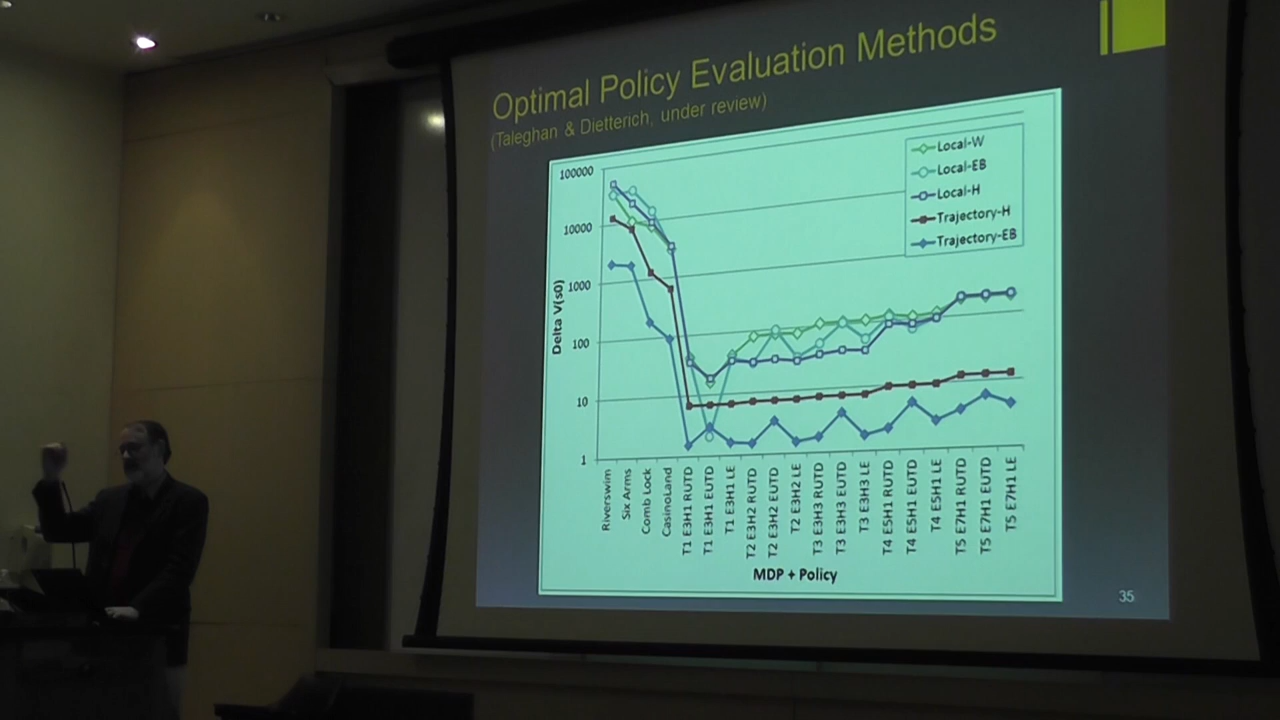 Optimal Policy Evaluation Methods
(Taleghan & Dietterich, under review)
Local-W
Local-EB
Local-H
Trajectory-H
Trajectory-EB
100000
10000
1000
100
10
1
Delta V(s0)
Riverswim
Six Arms
Comb Lock
CasinoLand
T1 E3H1 RUTD
T1 E3H1 EUTD
T1 E3H1 LE
T2 E3H2 RUTD
T2 E3H2 EUTD
T2 E3H2 LE
T3 E3H3 RUTD
T3 E3H3 EUTD
T3 E3H3 LE
T4 E5H1 RUTD
T4 E5H1 EUTD
T4 E5H1 LE
T5 E7H1 RUTD
T5 E7H1 EUTD
T5 E7H1 LE
MDP + Policy
35